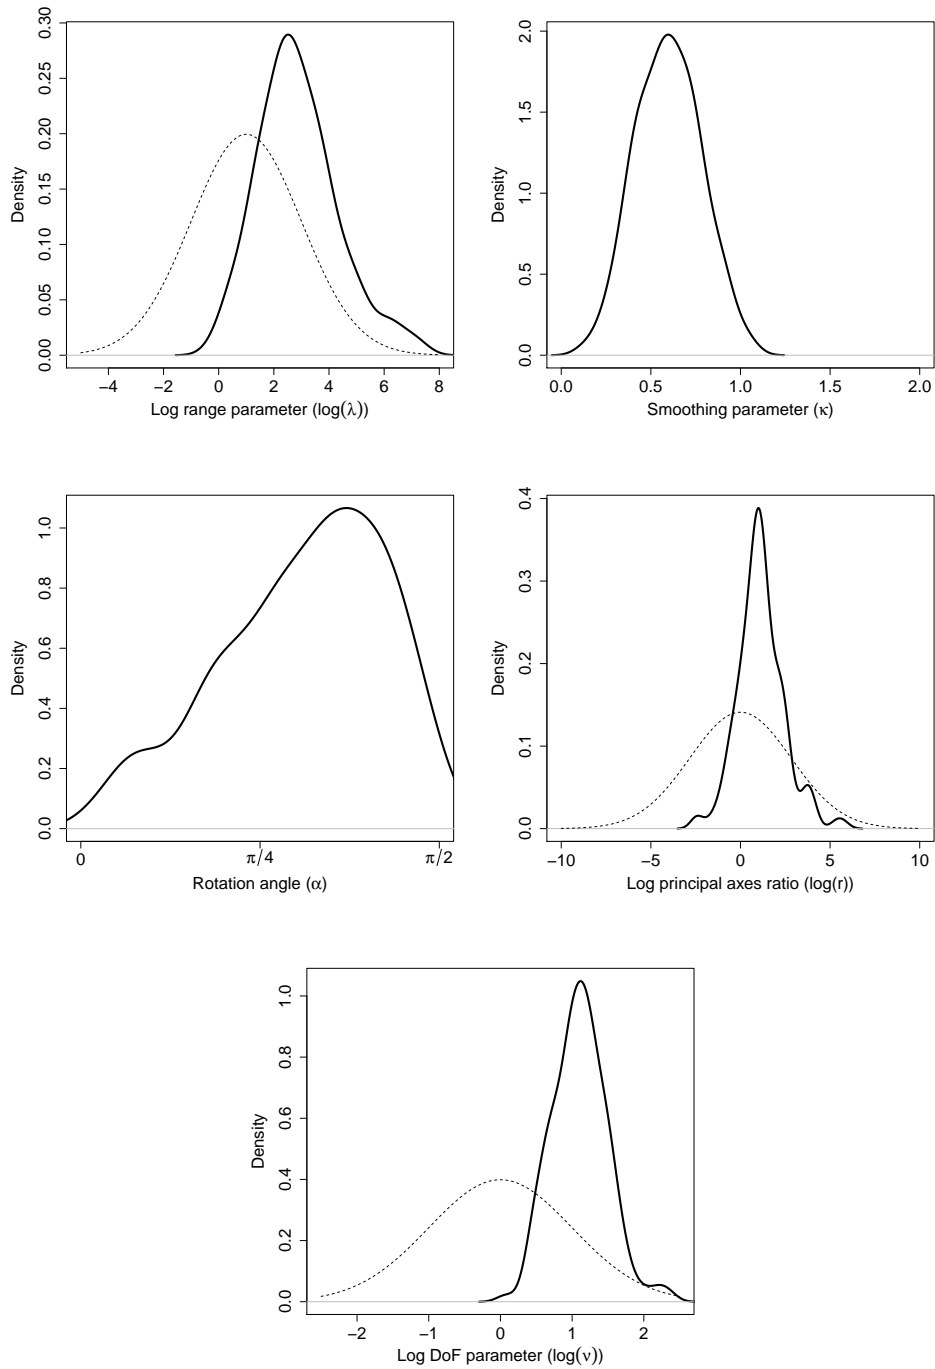 0.00 0.05 0.10 0.15 0.20 0.25 0.30
Density
−4 −2 0 2 4 6 8
Log range parameter (log(λ))
0.0 0.5 1.0 1.5 2.0
Density
0.0 0.5 1.0 1.5 2.0
Smoothing parameter (κ)
0.0 0.2 0.4 0.6 0.8 1.0
Density
0 π/4 π/2
Rotation angle (α)
0.0 0.1 0.2 0.3 0.4
Density
−10 −5 0 5 10
Log principal axes ratio (log(r))
0.0 0.2 0.4 0.6 0.8 1.0
Density
−2 −1 0 1 2
Log DoF parameter (log(ν))